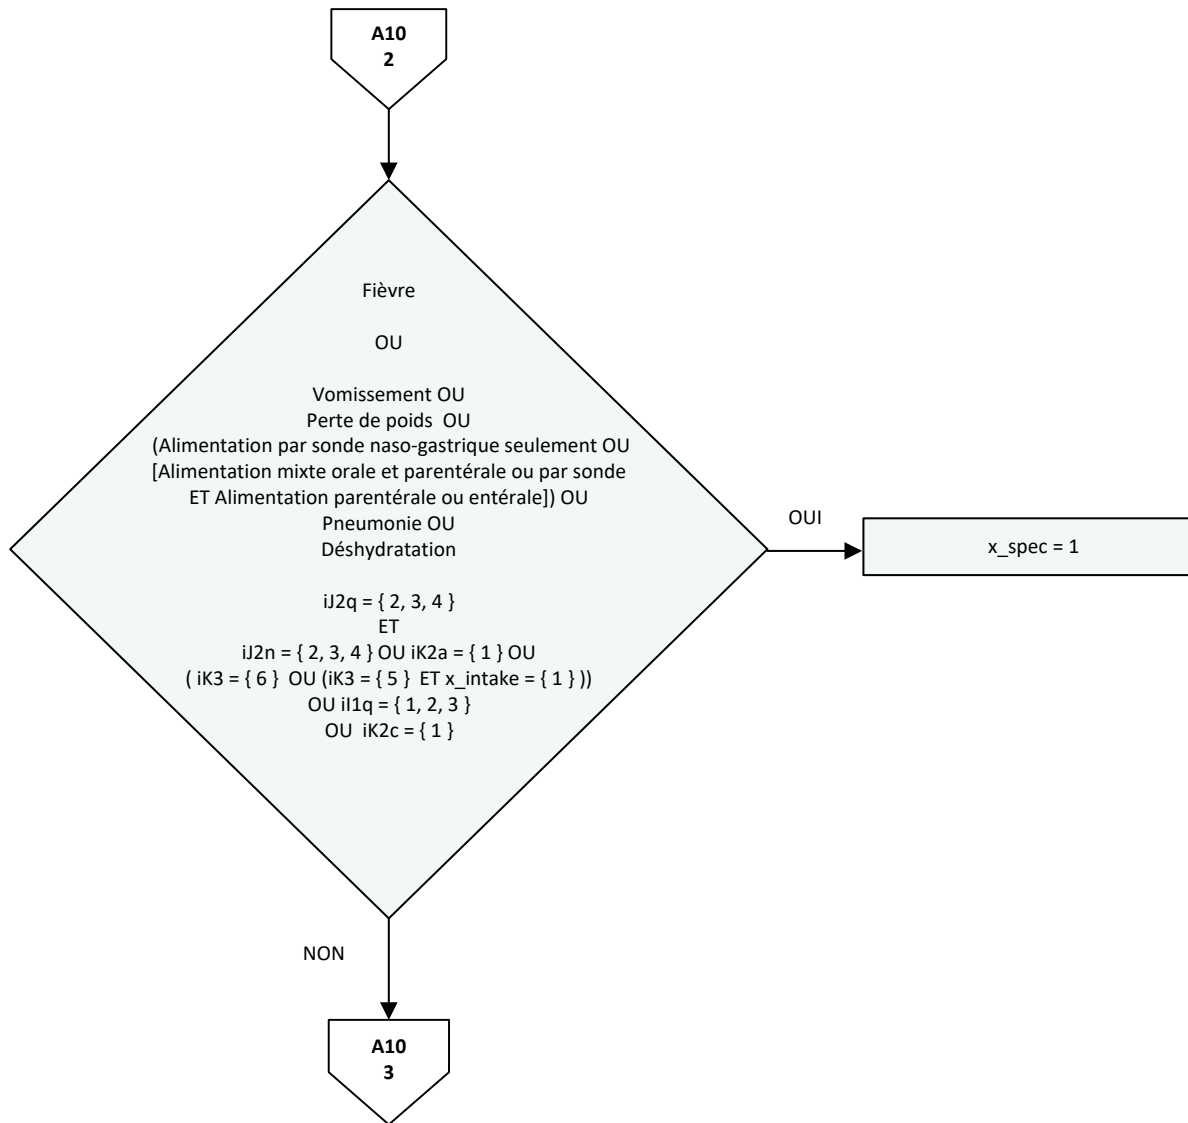 A10
2
Fièvre
OU
Vomissement OU
Perte de poids OU
(Alimentation par sonde naso-gastrique seulement OU
[Alimentation mixte orale et parentérale ou par sonde
ET Alimentation parentérale ou entérale]) OU
Pneumonie OU
Déshydratation
iJ2q = { 2, 3, 4 }
ET
iJ2n = { 2, 3, 4 } OU iK2a = { 1 } OU
( iK3 = { 6 } OU (iK3 = { 5 } ET x_intake = { 1 } ))
OU iI1q = { 1, 2, 3 }
OU iK2c = { 1 }
OUI
x_spec = 1
NON
A10
3